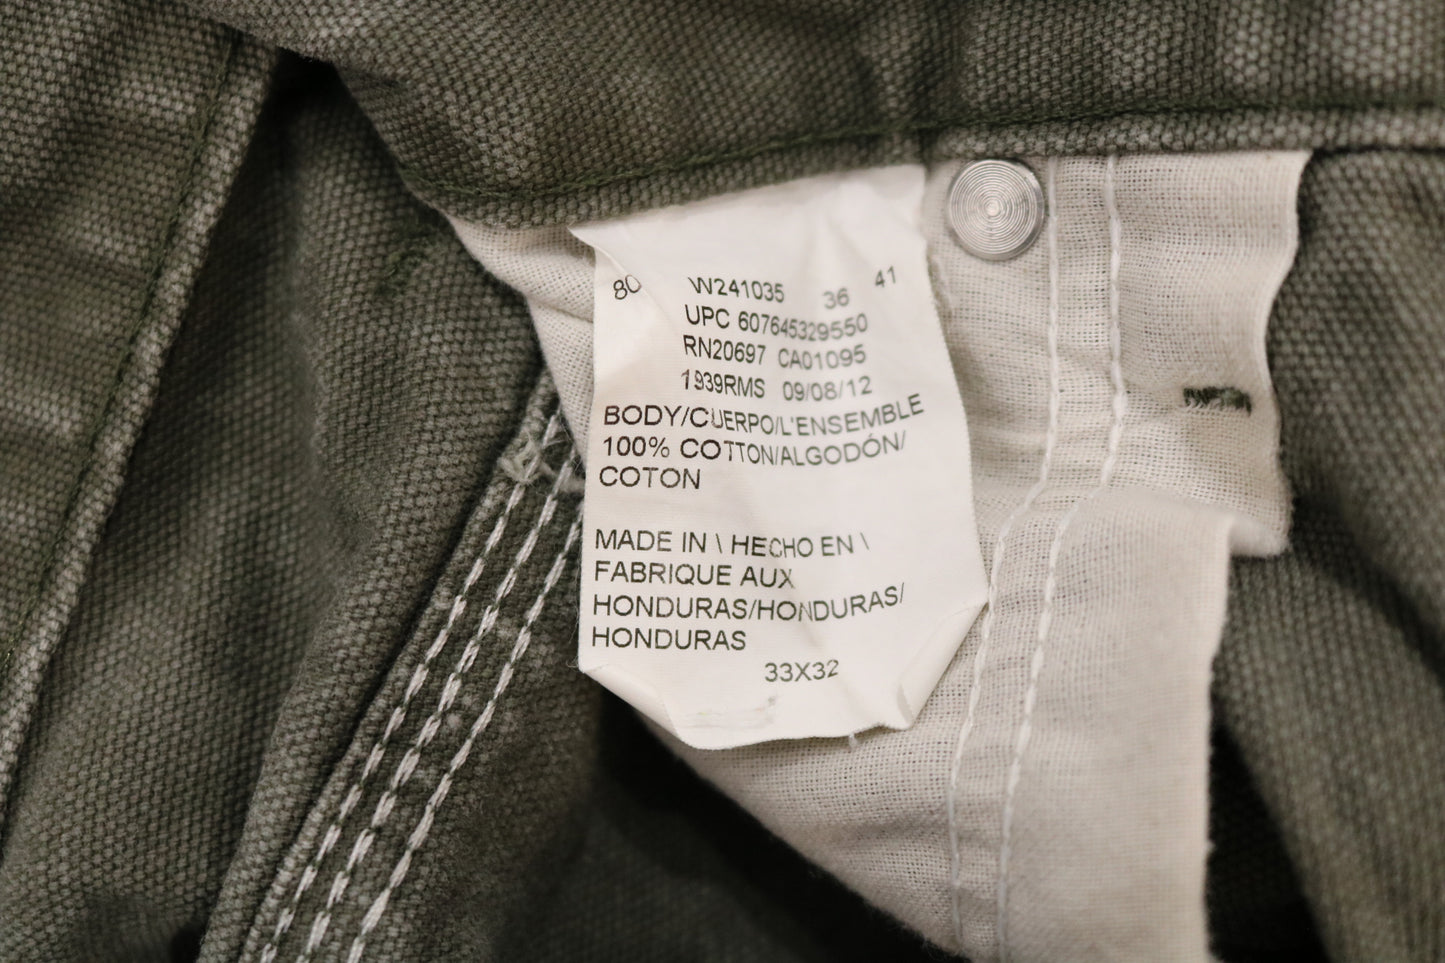 80 W241035 36 41
UPC 607645329550
RN20697 CA01095
1939RMS 09/08/12
BODY/CUERPO/L'ENSEMBLE
100% COTTON/ALGODÓN/
COTON
MADE IN \ HECHO EN \
FABRIQUE AUX
HONDURAS/HONDURAS/
HONDURAS
33X32